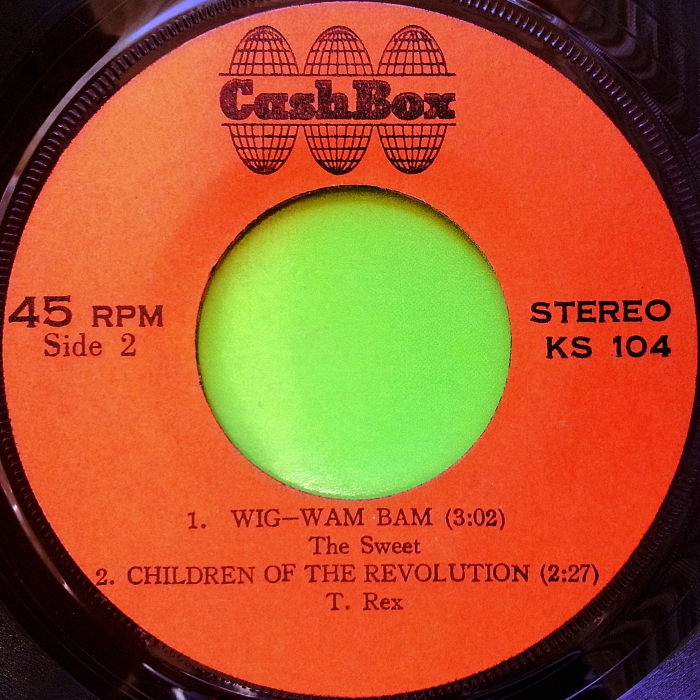 CashBox
45 RPM
Side 2
STEREO
KS 104
1. WIG-WAM BAM (3:02)
The Sweet
2. CHILDREN OF THE REVOLUTION (2:27)
T. Rex